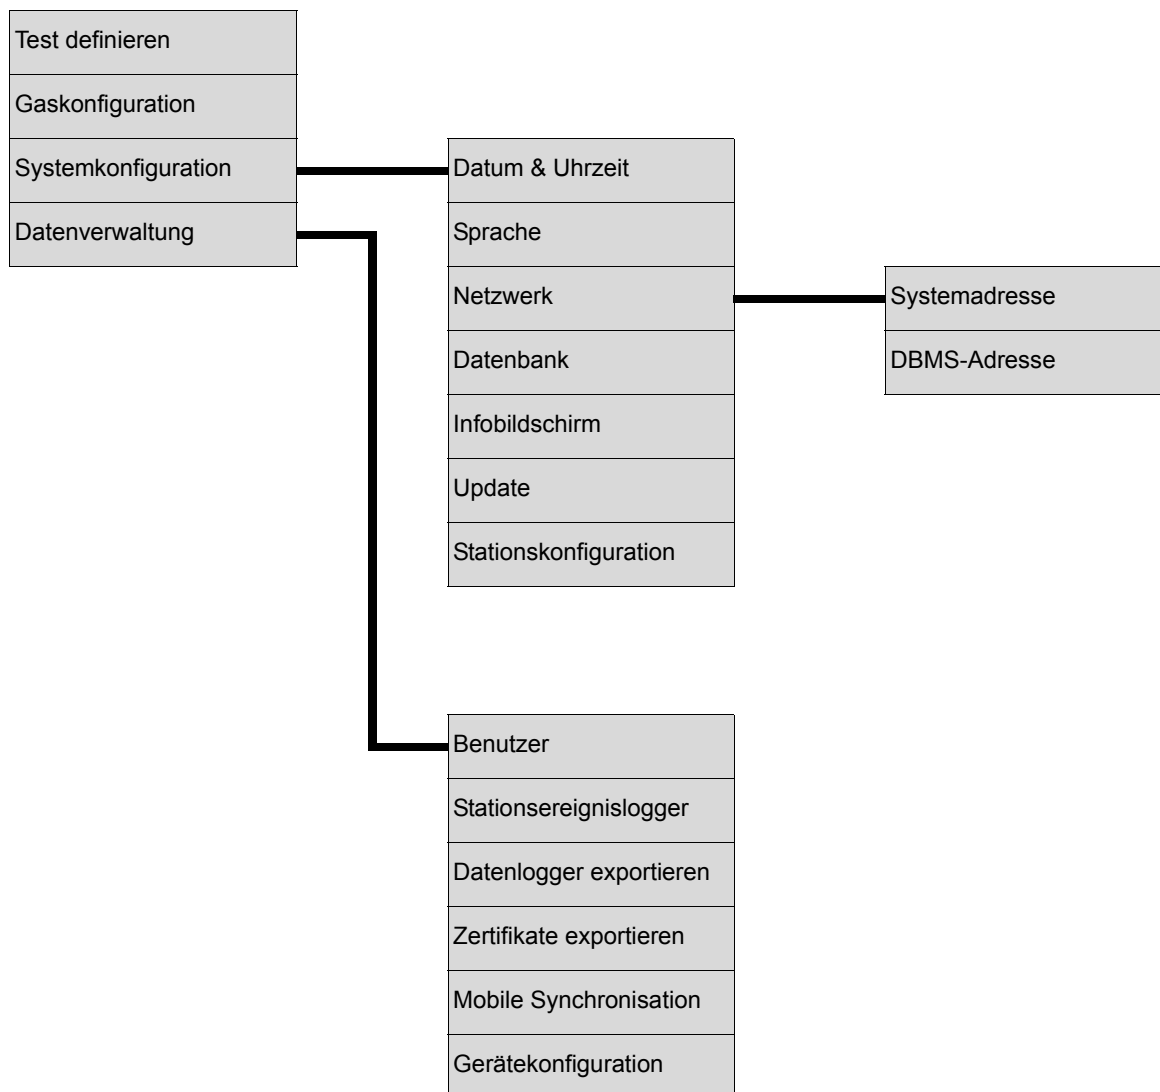 Test definieren
Gaskonfiguration
Systemkonfiguration
Datenverwaltung
Datum & Uhrzeit
Sprache
Netzwerk
Datenbank
Infobildschirm
Update
Stationskonfiguration
Systemadresse
DBMS-Adresse
Benutzer
Stationsereignislogger
Datenlogger exportieren
Zertifikate exportieren
Mobile Synchronisation
Gerätekonfiguration